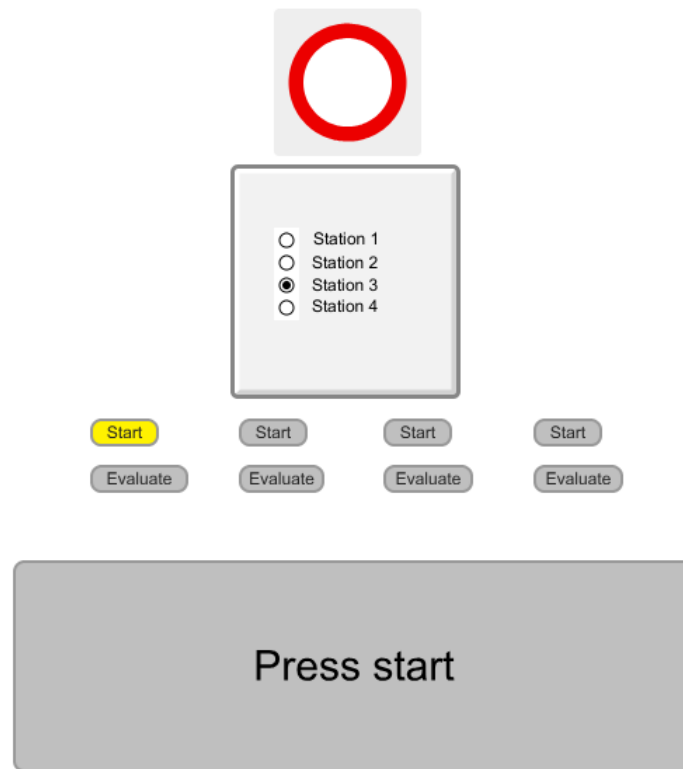 Station 1
Station 2
Station 3
Station 4
Start Start Start Start
Evaluate Evaluate Evaluate Evaluate
Press start